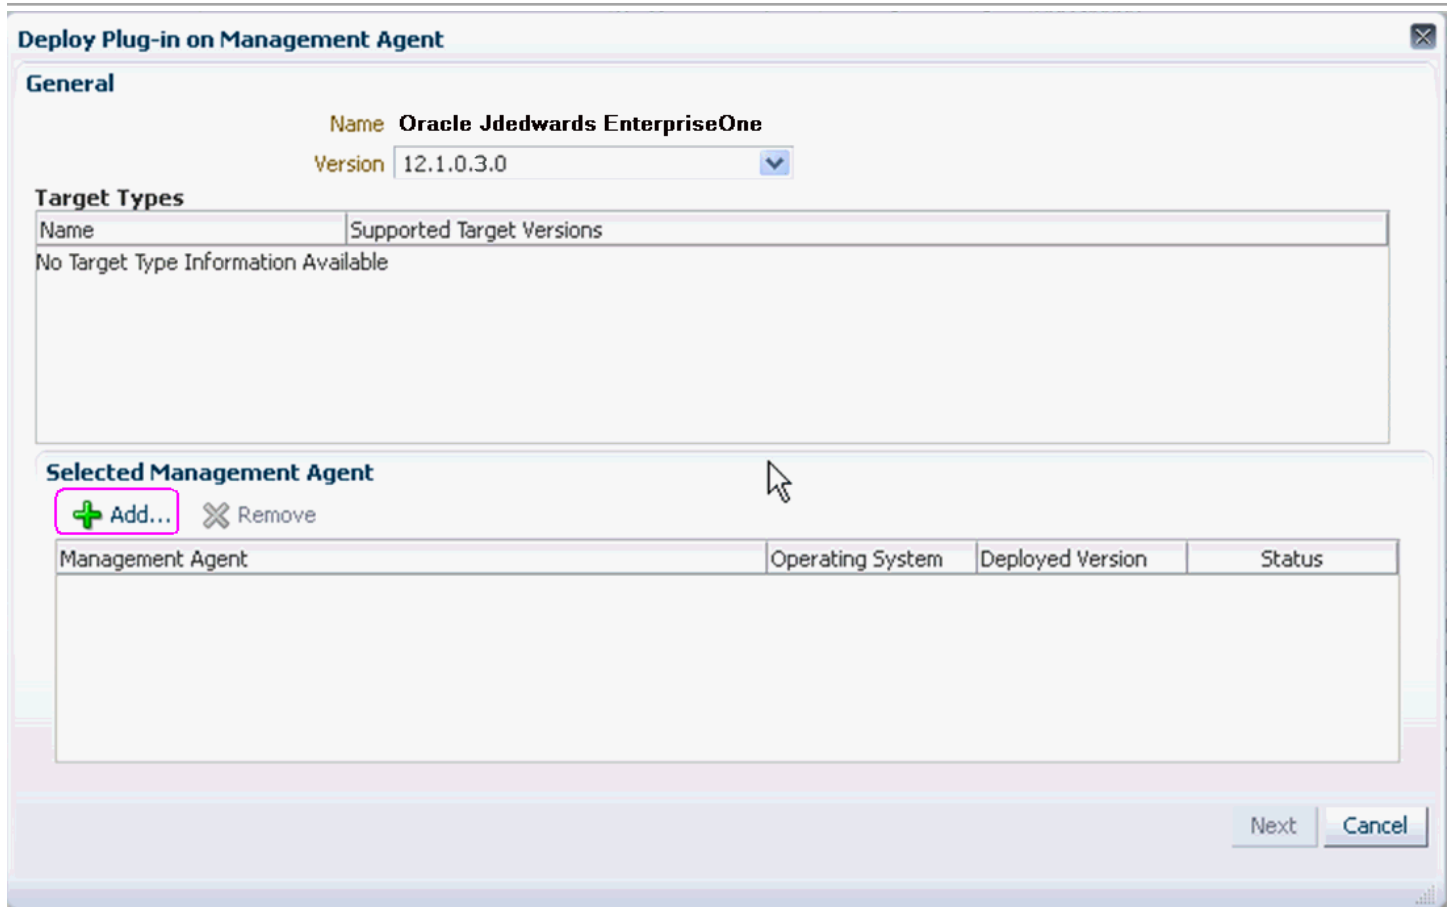 Deploy Plug-in on Management Agent
General
Name Oracle Jdedwards EnterpriseOne
Version 12.1.0.3.0
Target Types
Name Supported Target Versions
No Target Type Information Available
Selected Management Agent
Add... Remove
Management Agent Operating System Deployed Version Status
Next Cancel